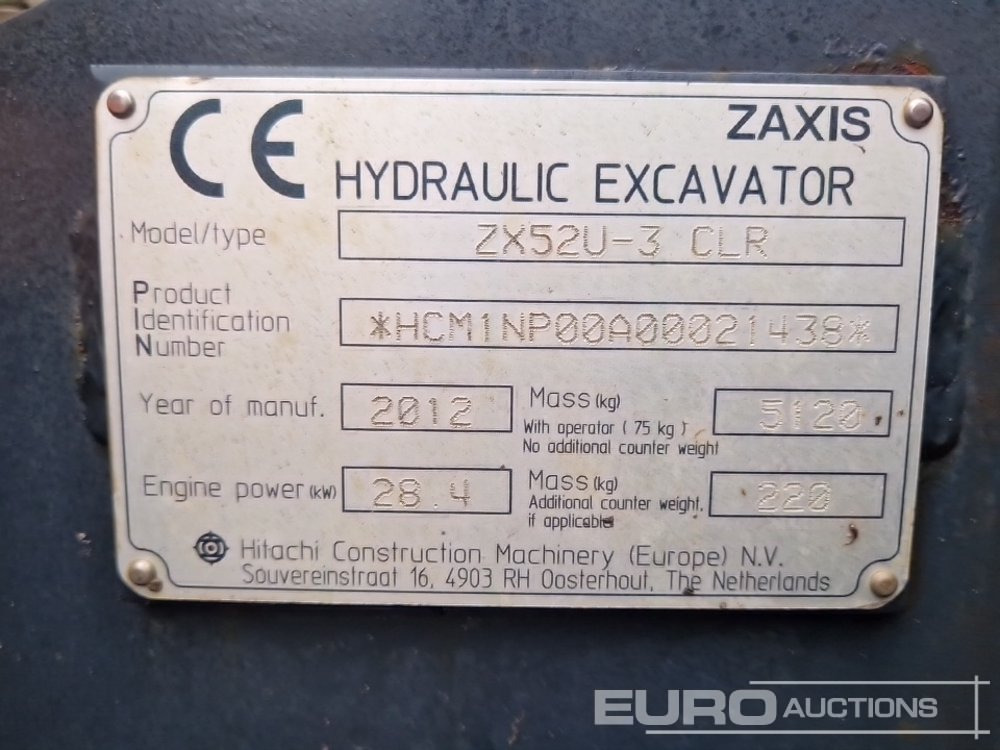 CE
ZAXIS
HYDRAULIC EXCAVATOR
Model/type ZX52U-3 CLR
Product
Identification
Number
*HCM1NP00A00021438*
Year of manuf. 2012
Mass (kg) 5120
With operator ( 75 kg )
No additional counter weight
Engine power (kW) 28.4
Mass (kg) 220
Additional counter weight,
if applicable
Hitachi Construction Machinery (Europe) N.V.
Souvereinstraat 16, 4903 RH Oosterhout, The Netherlands
EURO AUCTIONS